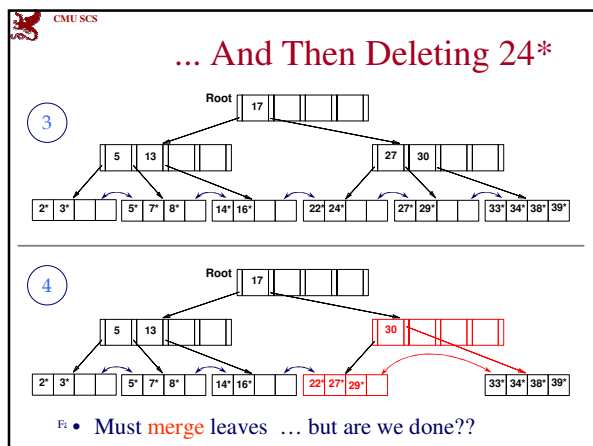 CMU SCS
... And Then Deleting 24*
3
Root
17
5 13
27 30
2* 3* 5* 7* 8* 14* 16* 22* 24* 27* 29* 33* 34* 38* 39*
4
Root
17
5 13
30
2* 3* 5* 7* 8* 14* 16* 22* 27* 29* 33* 34* 38* 39*
• Must merge leaves … but are we done??